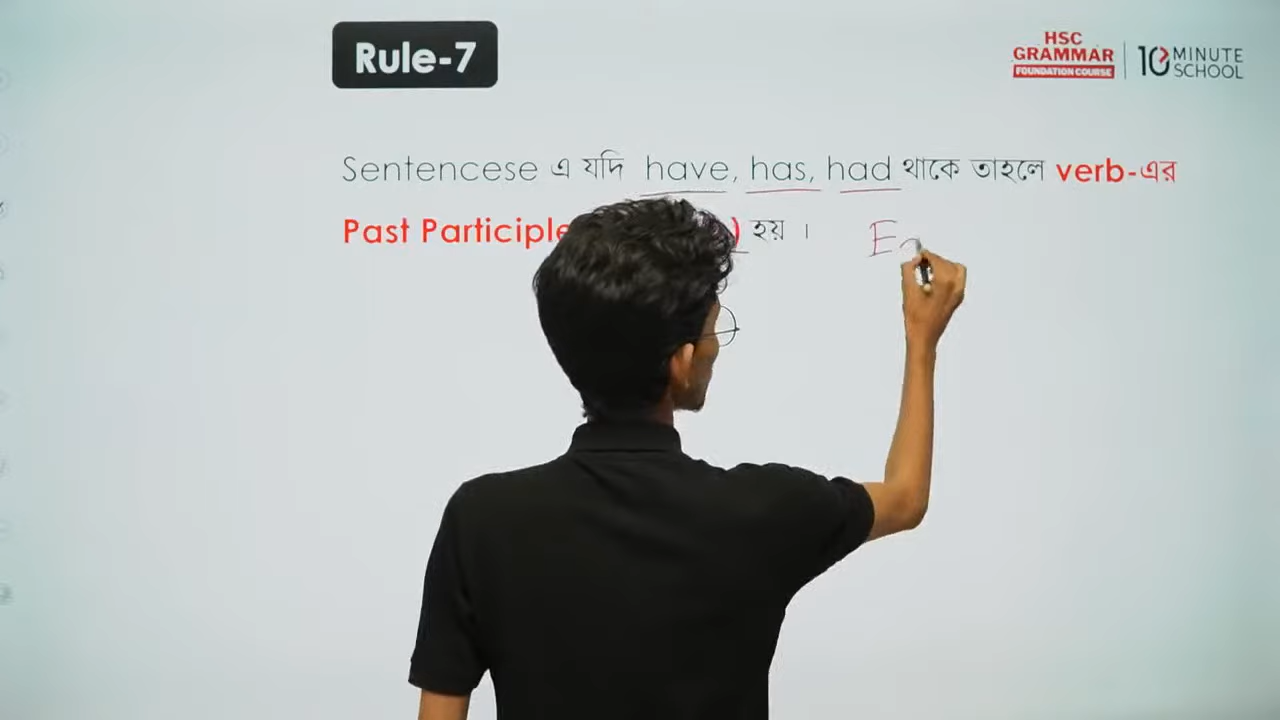 Rule-7
HSC
GRAMMAR
FOUNDATION COURSE
10 MINUTE
SCHOOL
Sentencese এ যদি have, has, had থাকে তাহলে verb-এর
Past Participle ) হয় ।
E